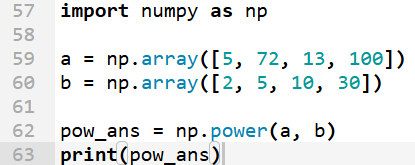 57 import numpy as np
58
59 a = np.array([5, 72, 13, 100])
60 b = np.array([2, 5, 10, 30])
61
62 pow_ans = np.power(a, b)
63 print(pow_ans)